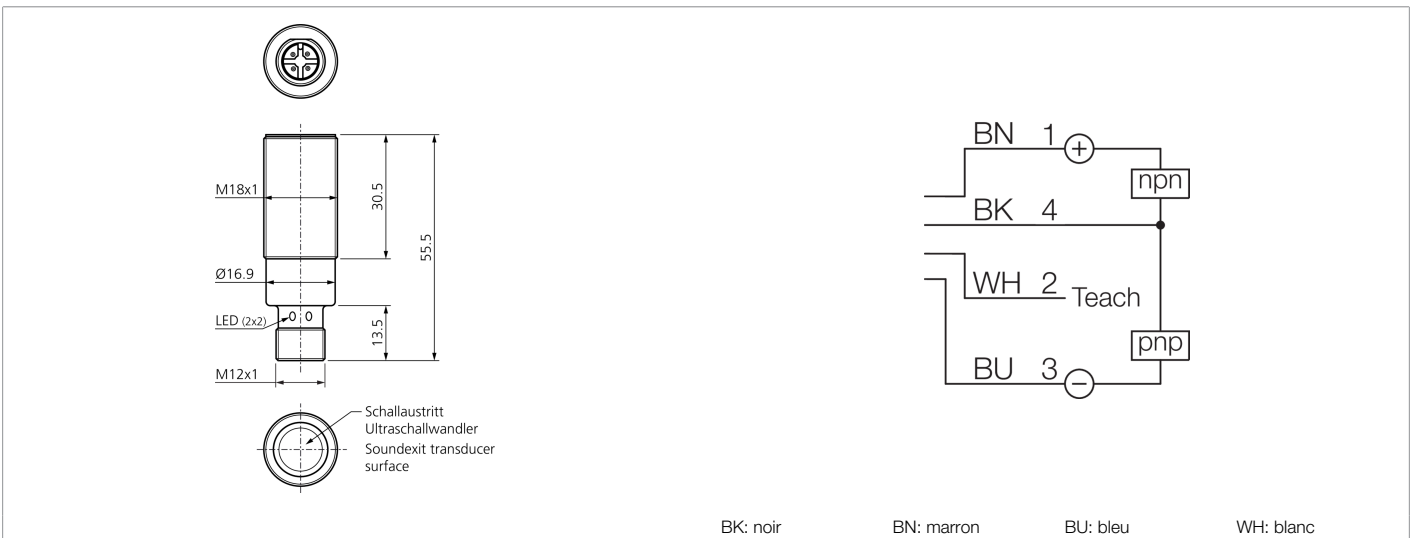 M18x1
30.5
55.5
Ø16.9
LED (2x2)
13.5
M12x1
Schallaustritt
Ultraschallwandler
Soundexit transducer
surface
BN 1 +
npn
BK 4
WH 2 Teach
pnp
BU 3 −
BK: noir BN: marron BU: bleu WH: blanc